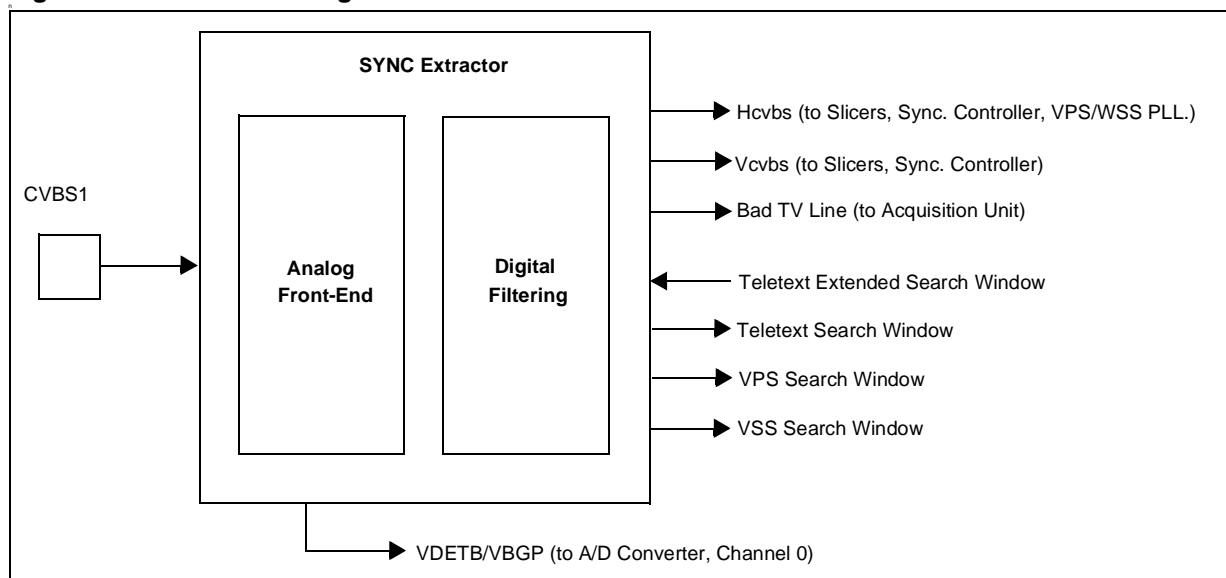 SYNC Extractor
Hcvbs (to Slicers, Sync. Controller, VPS/WSS PLL.)
Vcvbs (to Slicers, Sync. Controller)
CVBS1
Bad TV Line (to Acquisition Unit)
Analog
Front-End
Digital
Filtering
Teletext Extended Search Window
Teletext Search Window
VPS Search Window
VSS Search Window
VDETB/VBGP (to A/D Converter, Channel 0)